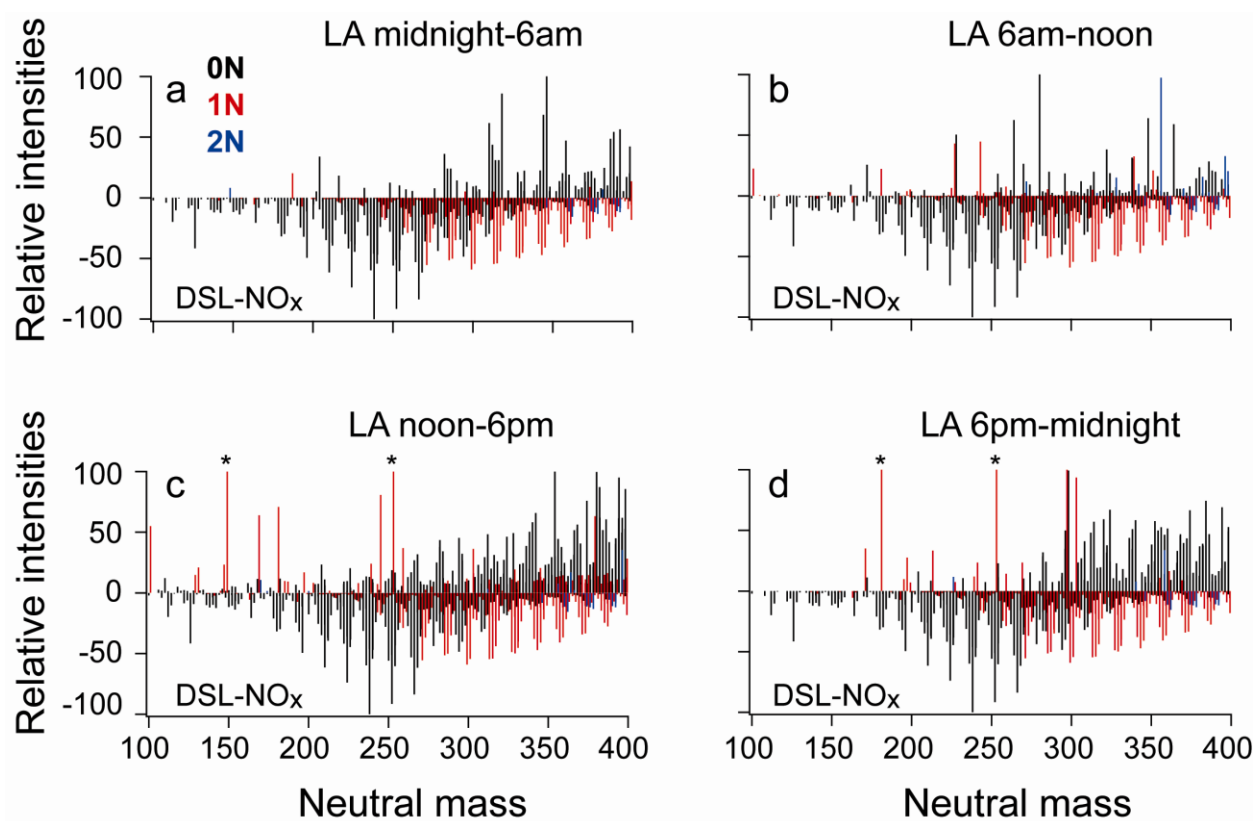 LA midnight-6am
LA 6am-noon
Relative intensities
100
50
0
-50
-100
a
0N
1N
2N
DSL-NOx
b
DSL-NOx
LA noon-6pm
LA 6pm-midnight
Relative intensities
100
50
0
-50
-100
c
*
*
DSL-NOx
d
*
*
DSL-NOx
100 150 200 250 300 350 400
100 150 200 250 300 350 400
Neutral mass
Neutral mass